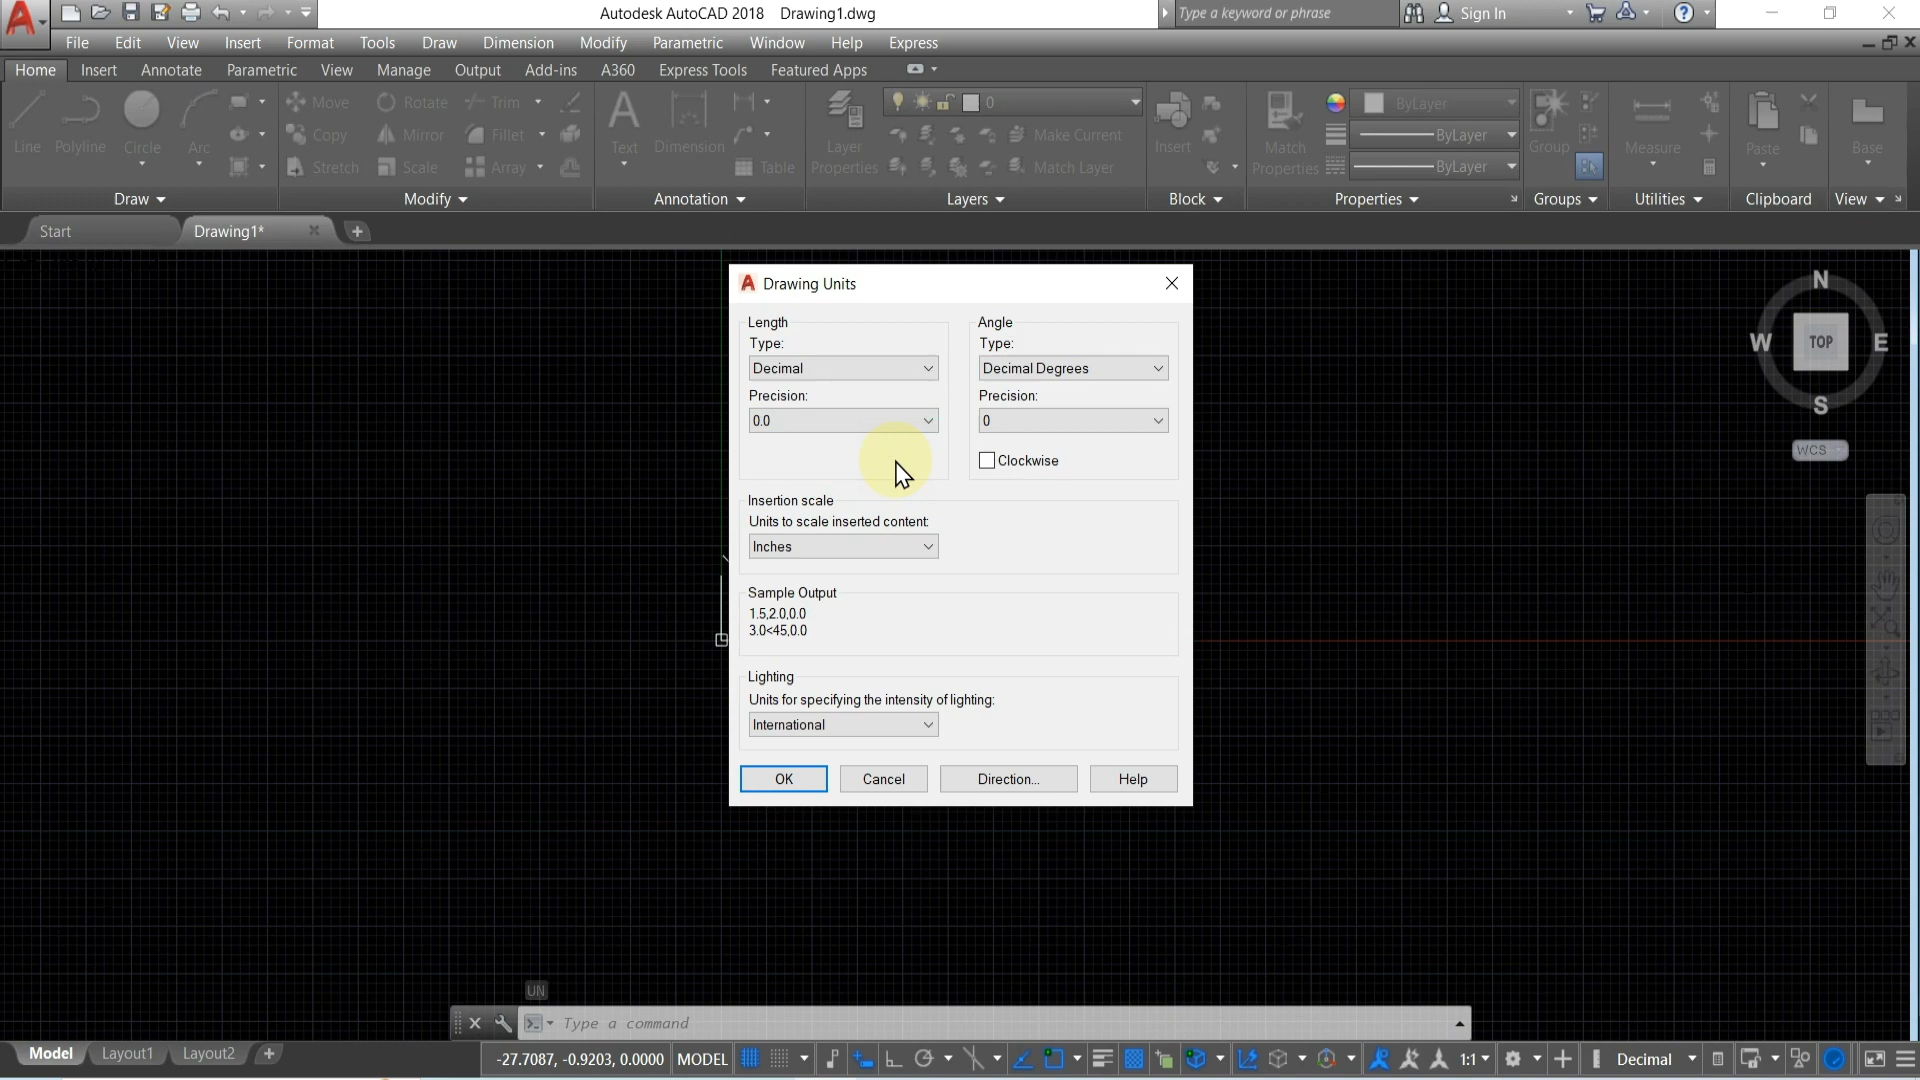 Autodesk AutoCAD 2018 Drawing1.dwg
Type a keyword or phrase
Sign In
File Edit View Insert Format Tools Draw Dimension Modify Parametric Window Help Express
Home Insert Annotate Parametric View Manage Output Add-ins A360 Express Tools Featured Apps
Line Polyline Circle Arc
Move Rotate Trim
Copy Mirror Fillet
Stretch Scale Array
Text Dimension Table
Layer Properties
0
Make Current
Match Layer
Insert
Match Properties
ByLayer
ByLayer
ByLayer
Group
Measure
Paste
Base
Draw Modify Annotation Layers Block Properties Groups Utilities Clipboard View
Start Drawing1*
Drawing Units
Length
Type:
Decimal
Precision:
0.0
Angle
Type:
Decimal Degrees
Precision:
0
Clockwise
Insertion scale
Units to scale inserted content:
Inches
Sample Output
1.5,2.0,0.0
3.0<45,0.0
Lighting
Units for specifying the intensity of lighting:
International
OK Cancel Direction... Help
N
W TOP E
S
WCS
UN
Type a command
Model Layout1 Layout2
-27.7087, -0.9203, 0.0000 MODEL 1:1 Decimal